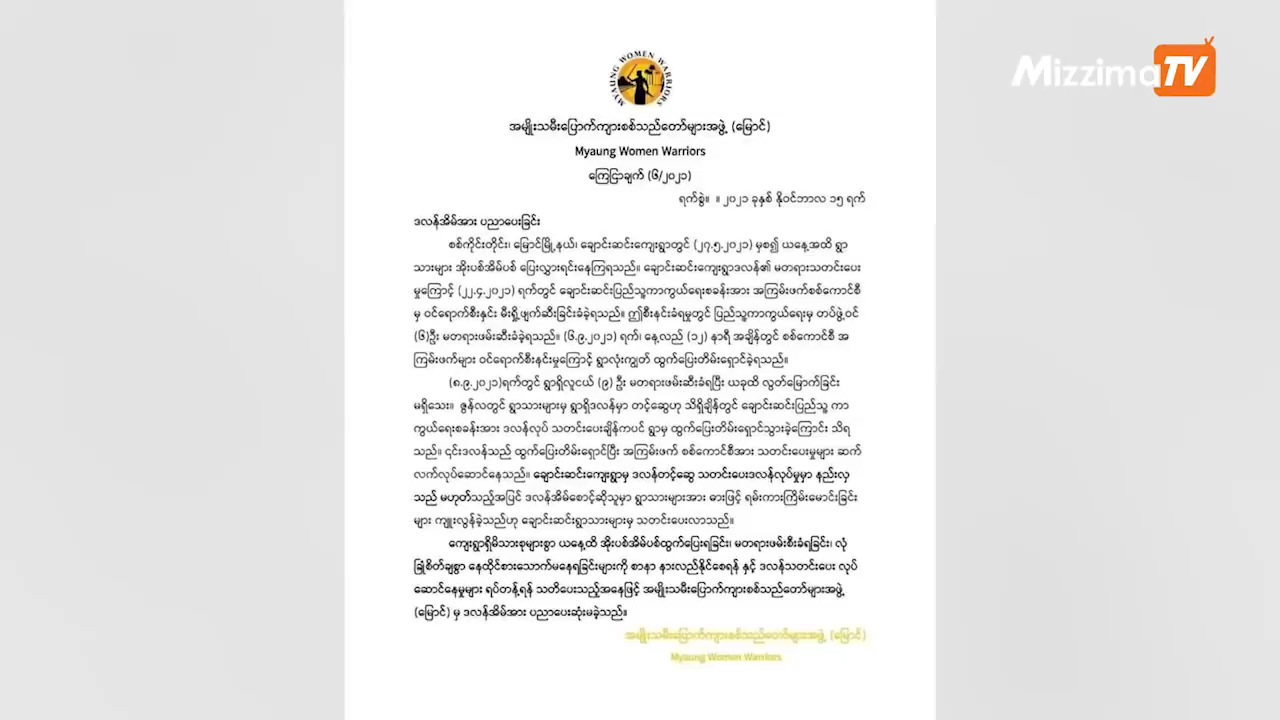 MYAUNG WOMEN WARRIORS
Mizzima TV
အမျိုးသမီးပြောက်ကျားစစ်သည်တော်များအဖွဲ့ (မြောင်)
Myaung Women Warriors
ကြေငြာချက် (၆/၂၀၂၁)
ရက်စွဲ။ ။ ၂၀၂၁ ခုနှစ် နိုဝင်ဘာလ ၁၅ ရက်
ဒလန်အိမ်အား ပညာပေးခြင်း
စစ်ကိုင်းတိုင်း၊ မြောင်မြို့နယ်၊ ချောင်းဆင်းကျေးရွာတွင် (၂၇.၅.၂၀၂၁) မှစ၍ ယနေ့အထိ ရွာ
သားများ အိုးပစ်အိမ်ပစ် ပြေးလွှားရင်းနေကြရသည်။ ချောင်းဆင်းကျေးရွာဒလန်၏ မတရားသတင်းပေး
မှုကြောင့် (၂၂.၄.၂၀၂၁) ရက်တွင် ချောင်းဆင်းပြည်သူ့ကာကွယ်ရေးစခန်းအား အကြမ်းဖက်စစ်ကောင်စီ
မှ ဝင်ရောက်စီးနှင်း မီးရှို့ဖျက်ဆီးခြင်းခံခဲ့ရသည်။ ဤစီးနင်းခံရမှုတွင် ပြည်သူ့ကာကွယ်ရေးမှ တပ်ဖွဲ့ဝင်
(၆)ဦး မတရားဖမ်းဆီးခံခဲ့ရသည်။ (၆.၉.၂၀၂၁) ရက်၊ နေ့လည် (၁၂) နာရီ အချိန်တွင် စစ်ကောင်စီ အ
ကြမ်းဖက်များ ဝင်ရောက်စီးနင်းမှုကြောင့် ရွာလုံးကျွတ် ထွက်ပြေးတိမ်းရှောင်ခဲ့ရသည်။
(၈.၉.၂၀၂၁)ရက်တွင် ရွာရှိလူငယ် (၉) ဦး မတရားဖမ်းဆီးခံရပြီး ယခုထိ လွတ်မြောက်ခြင်း
မရှိသေး။ ဇွန်လတွင် ရွာသားများမှ ရွာရှိဒလန်မှာ တင့်ဆွေဟု သိရှိချိန်တွင် ချောင်းဆင်းပြည်သူ့ ကာ
ကွယ်ရေးစခန်းအား ဒလန်လုပ် သတင်းပေးချိန်ကပင် ရွာမှ ထွက်ပြေးတိမ်းရှောင်သွားခဲ့ကြောင်း သိရ
သည်။ ၎င်းဒလန်သည် ထွက်ပြေးတိမ်းရှောင်ပြီး အကြမ်းဖက် စစ်ကောင်စီအား သတင်းပေးမှုများ ဆက်
လက်လုပ်ဆောင်နေသည်။ ချောင်းဆင်းကျေးရွာမှ ဒလန်တင့်ဆွေ သတင်းပေးဒလန်လုပ်မှုမှာ နည်းလှ
သည် မဟုတ်သည့်အပြင် ဒလန်အိမ်စောင့်ဆိုသူမှာ ရွာသားများအား ဓားဖြင့် ရမ်းကားကြိမ်းမောင်းခြင်း
များ ကျူးလွန်ခဲ့သည်ဟု ချောင်းဆင်းရွာသားများမှ သတင်းပေးလာသည်။
ကျေးရွာရှိမိသားစုများစွာ ယနေ့ထိ အိုးပစ်အိမ်ပစ်ထွက်ပြေးရခြင်း၊ မတရားဖမ်းစီးခံရခြင်း၊ လုံ
ခြုံစိတ်ချစွာ နေထိုင်စားသောက်မနေရခြင်းများကို စာနာ နားလည်နိုင်စေရန် နှင့် ဒလန်သတင်းပေး လုပ်
ဆောင်နေမှုများ ရပ်တန့်ရန် သတိပေးသည့်အနေဖြင့် အမျိုးသမီးပြောက်ကျားစစ်သည်တော်များအဖွဲ့
(မြောင်) မှ ဒလန်အိမ်အား ပညာပေးဆုံးမခဲ့သည်။
အမျိုးသမီးပြောက်ကျားစစ်သည်တော်များအဖွဲ့ (မြောင်)
Myaung Women Warriors